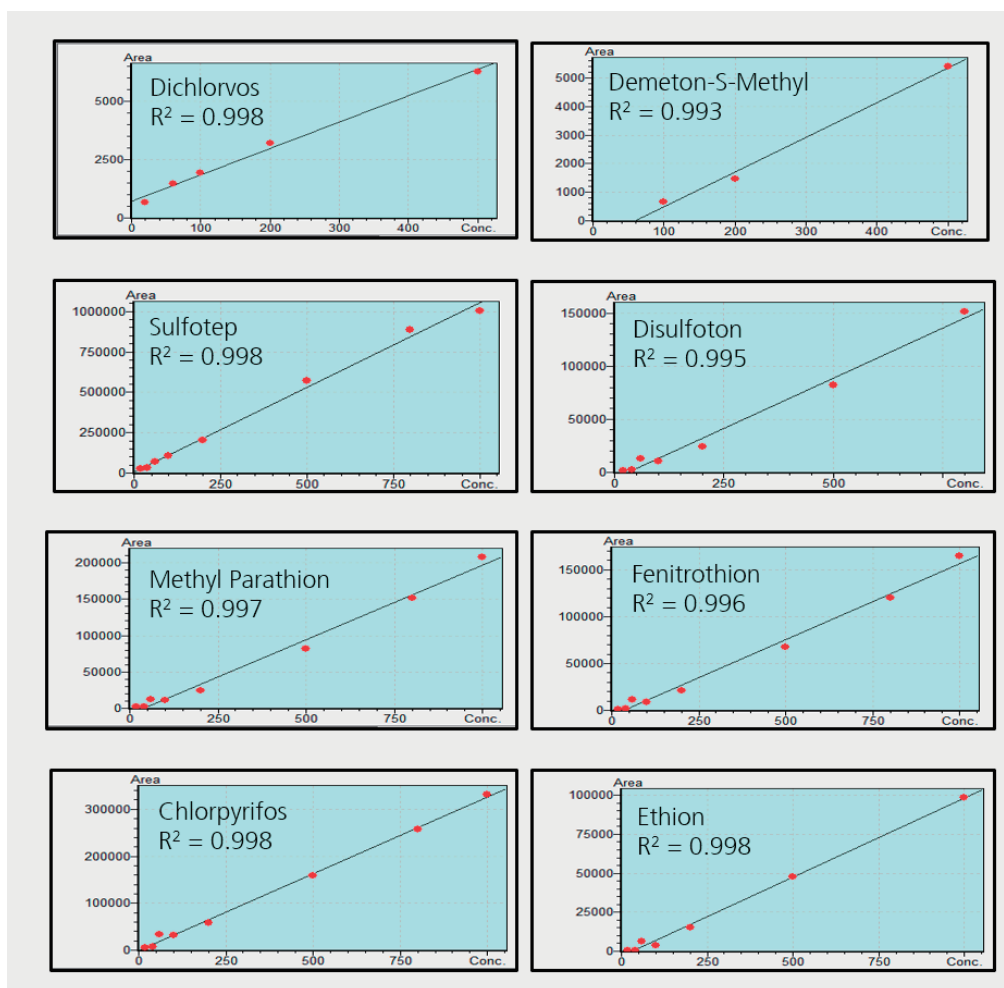 Area
Dichlorvos
R² = 0.998
5000
2500
0
0 100 200 300 400 Conc.
Area
Demeton-S-Methyl
R² = 0.993
5000
4000
3000
2000
1000
0
0 100 200 300 400 Conc.
Area
Sulfotep
R² = 0.998
1000000
750000
500000
250000
0
0 250 500 750 Conc.
Area
Disulfoton
R² = 0.995
150000
100000
50000
0
0 250 500 Conc.
Area
Methyl Parathion
R² = 0.997
200000
150000
100000
50000
0
0 250 500 750 Conc.
Area
Fenitrothion
R² = 0.996
150000
100000
50000
0
0 250 500 750 Conc.
Area
Chlorpyrifos
R² = 0.998
300000
200000
100000
0
0 250 500 750 Conc.
Area
Ethion
R² = 0.998
100000
75000
50000
25000
0
0 250 500 750 Conc.